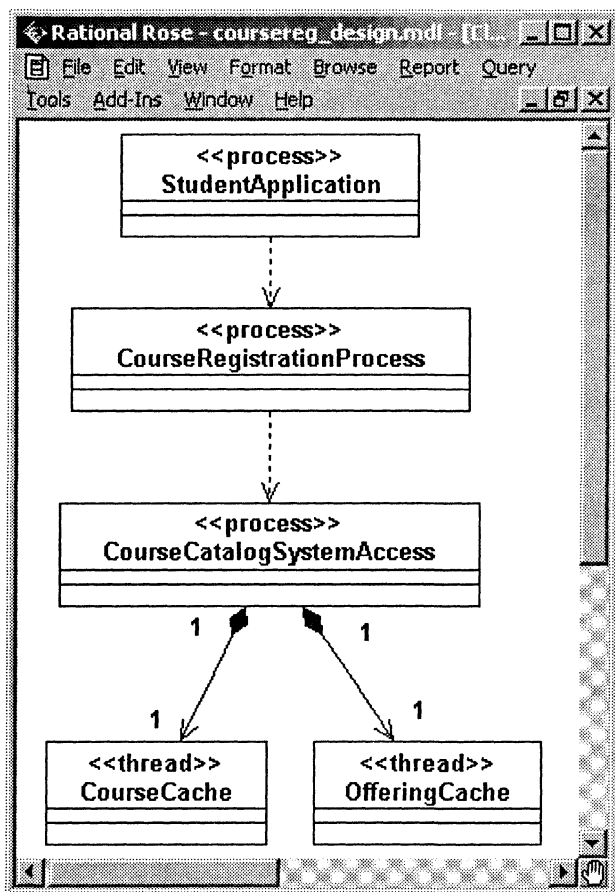 Rational Rose - coursereg_design.mdl - [Cl...
File Edit View Format Browse Report Query
Tools Add-Ins Window Help
<<process>>
StudentApplication
<<process>>
CourseRegistrationProcess
<<process>>
CourseCatalogSystemAccess
1 1
1 1
<<thread>>
CourseCache
<<thread>>
OfferingCache